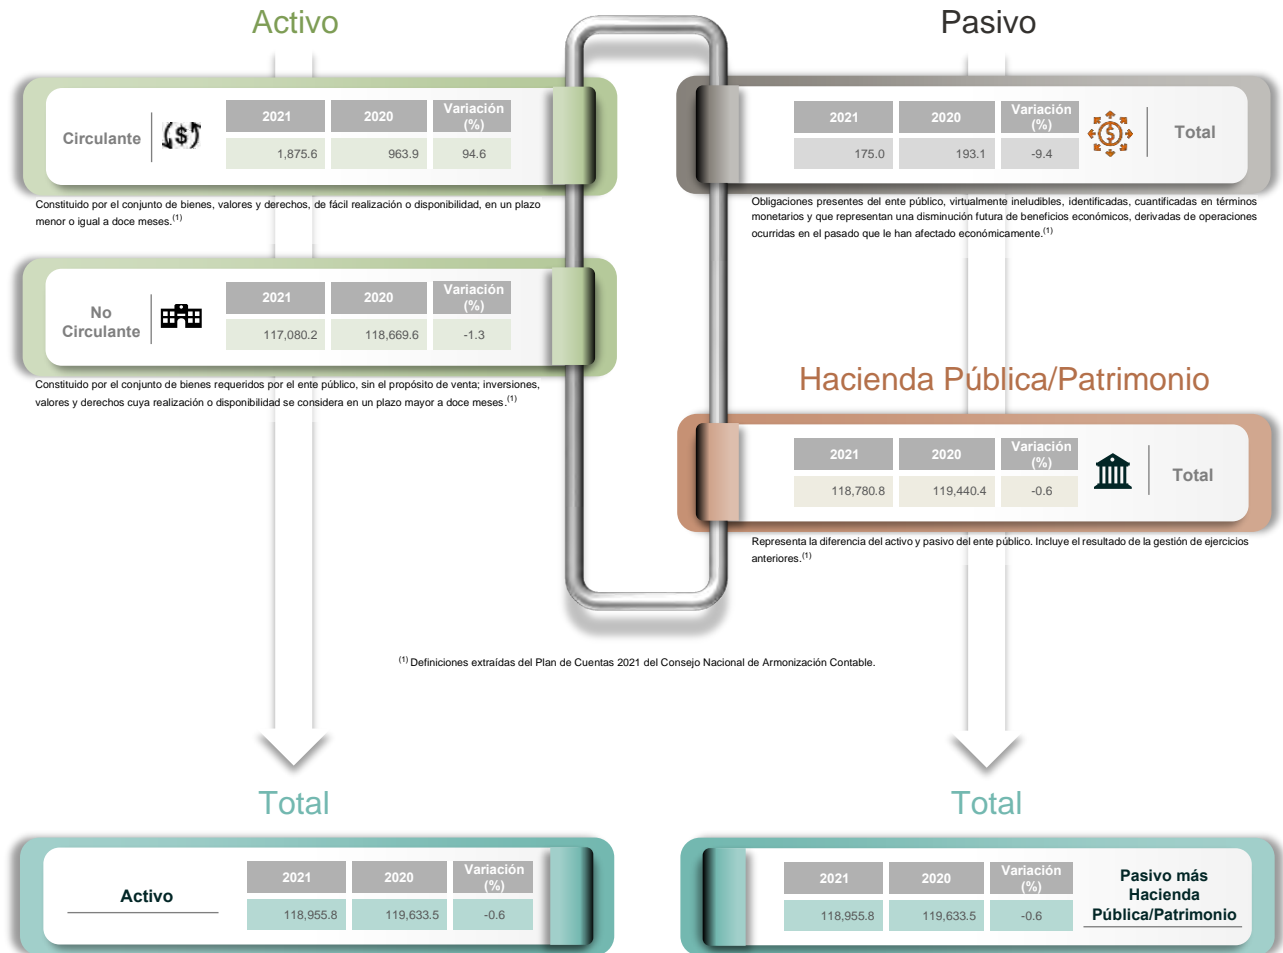 Activo
Circulante
2021 2020 Variación
(%)
1,875.6 963.9 94.6
Constituido por el conjunto de bienes, valores y derechos, de fácil realización o disponibilidad, en un plazo
menor o igual a doce meses.(1)
No
Circulante
2021 2020 Variación
(%)
117,080.2 118,669.6 -1.3
Constituido por el conjunto de bienes requeridos por el ente público, sin el propósito de venta; inversiones,
valores y derechos cuya realización o disponibilidad se considera en un plazo mayor a doce meses.(1)
Pasivo
2021 2020 Variación
(%)
175.0 193.1 -9.4
Total
Obligaciones presentes del ente público, virtualmente ineludibles, identificadas, cuantificadas en términos
monetarios y que representan una disminución futura de beneficios económicos, derivadas de operaciones
ocurridas en el pasado que le han afectado económicamente.(1)
Hacienda Pública/Patrimonio
2021 2020 Variación
(%)
118,780.8 119,440.4 -0.6
Total
Representa la diferencia del activo y pasivo del ente público. Incluye el resultado de la gestión de ejercicios
anteriores.(1)
(1) Definiciones extraídas del Plan de Cuentas 2021 del Consejo Nacional de Armonización Contable.
Total
Activo
2021 2020 Variación
(%)
118,955.8 119,633.5 -0.6
Total
2021 2020 Variación
(%)
118,955.8 119,633.5 -0.6
Pasivo más
Hacienda
Pública/Patrimonio